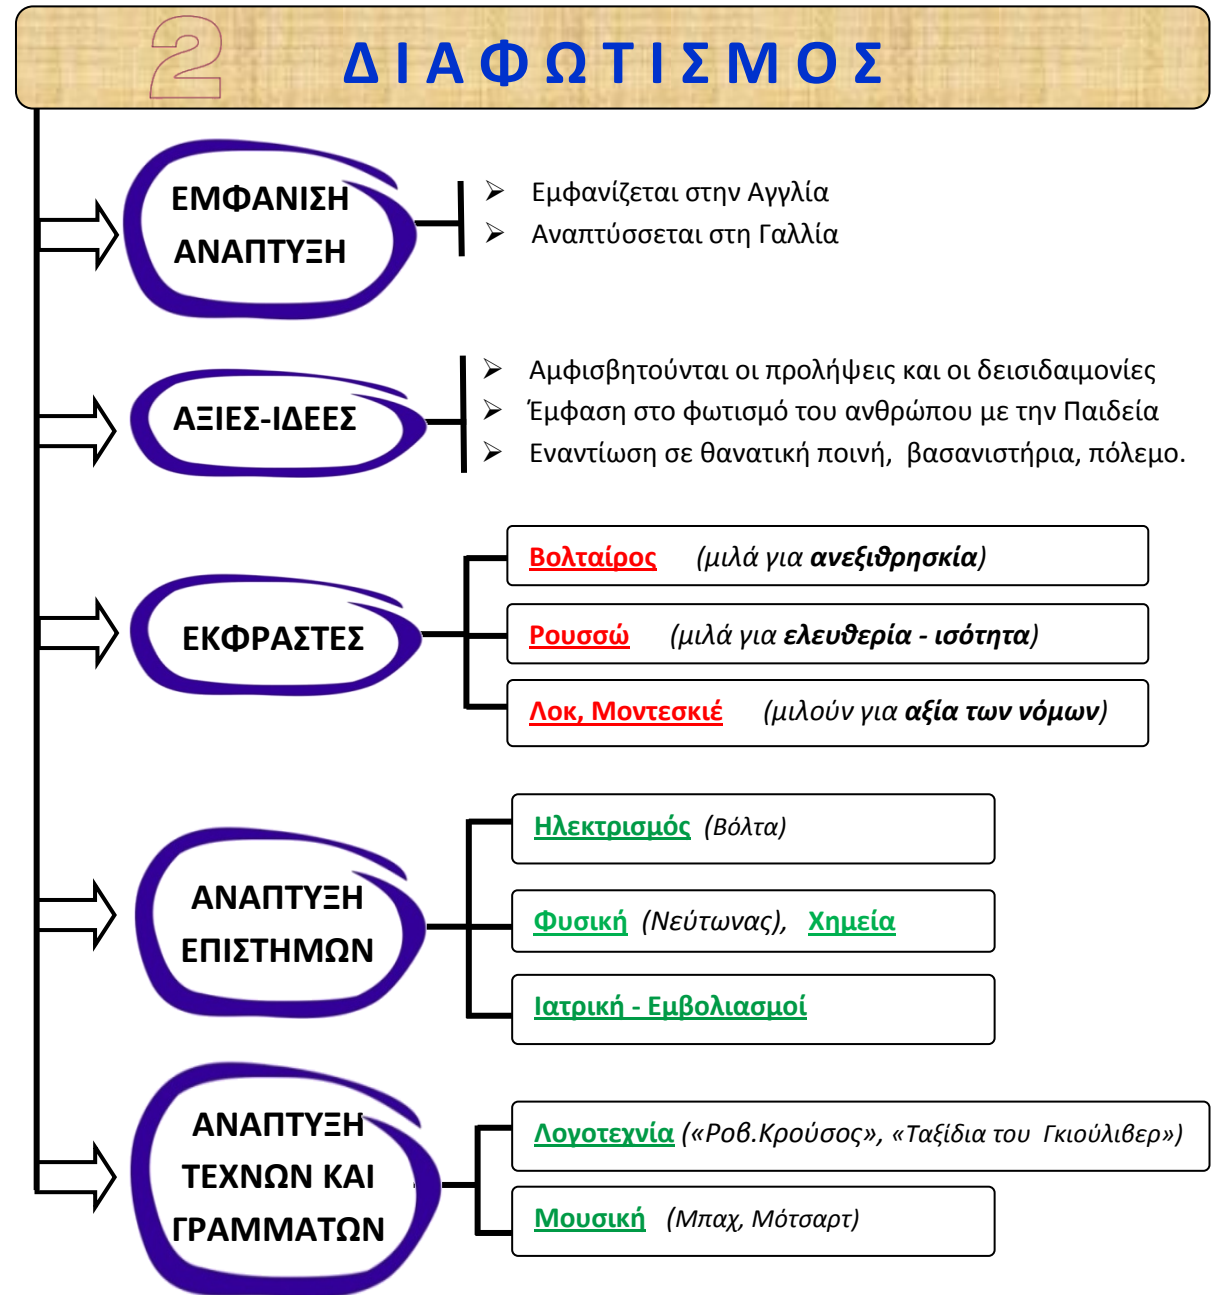 2 ΔΙΑΦΩΤΙΣΜΟΣ
ΕΜΦΑΝΙΣΗ
ΑΝΑΠΤΥΞΗ
➢ Εμφανίζεται στην Αγγλία
➢ Αναπτύσσεται στη Γαλλία
ΑΞΙΕΣ-ΙΔΕΕΣ
➢ Αμφισβητούνται οι προλήψεις και οι δεισιδαιμονίες
➢ Έμφαση στο φωτισμό του ανθρώπου με την Παιδεία
➢ Εναντίωση σε θανατική ποινή, βασανιστήρια, πόλεμο.
ΕΚΦΡΑΣΤΕΣ
Βολταίρος (μιλά για ανεξιθρησκία)
Ρουσσώ (μιλά για ελευθερία - ισότητα)
Λοκ, Μοντεσκιέ (μιλούν για αξία των νόμων)
ΑΝΑΠΤΥΞΗ
ΕΠΙΣΤΗΜΩΝ
Ηλεκτρισμός (Βόλτα)
Φυσική (Νεύτωνας), Χημεία
Ιατρική - Εμβολιασμοί
ΑΝΑΠΤΥΞΗ
ΤΕΧΝΩΝ ΚΑΙ
ΓΡΑΜΜΑΤΩΝ
Λογοτεχνία («Ροβ.Κρούσος», «Ταξίδια του Γκιούλιβερ»)
Μουσική (Μπαχ, Μότσαρτ)